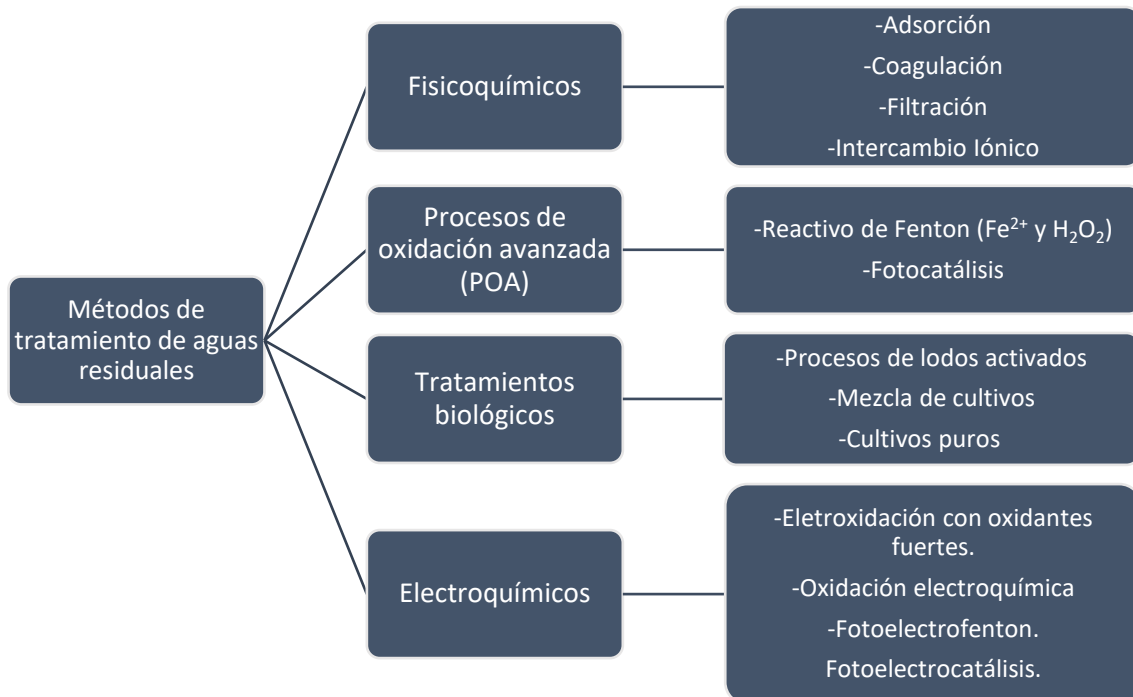 Métodos de
tratamiento de aguas
residuales
Fisicoquímicos
-Adsorción
-Coagulación
-Filtración
-Intercambio Iónico
Procesos de
oxidación avanzada
(POA)
-Reactivo de Fenton (Fe²⁺ y H₂O₂)
-Fotocatálisis
Tratamientos
biológicos
-Procesos de lodos activados
-Mezcla de cultivos
-Cultivos puros
Electroquímicos
-Eletroxidación con oxidantes
fuertes.
-Oxidación electroquímica
-Fotoelectrofenton.
Fotoelectrocatálisis.